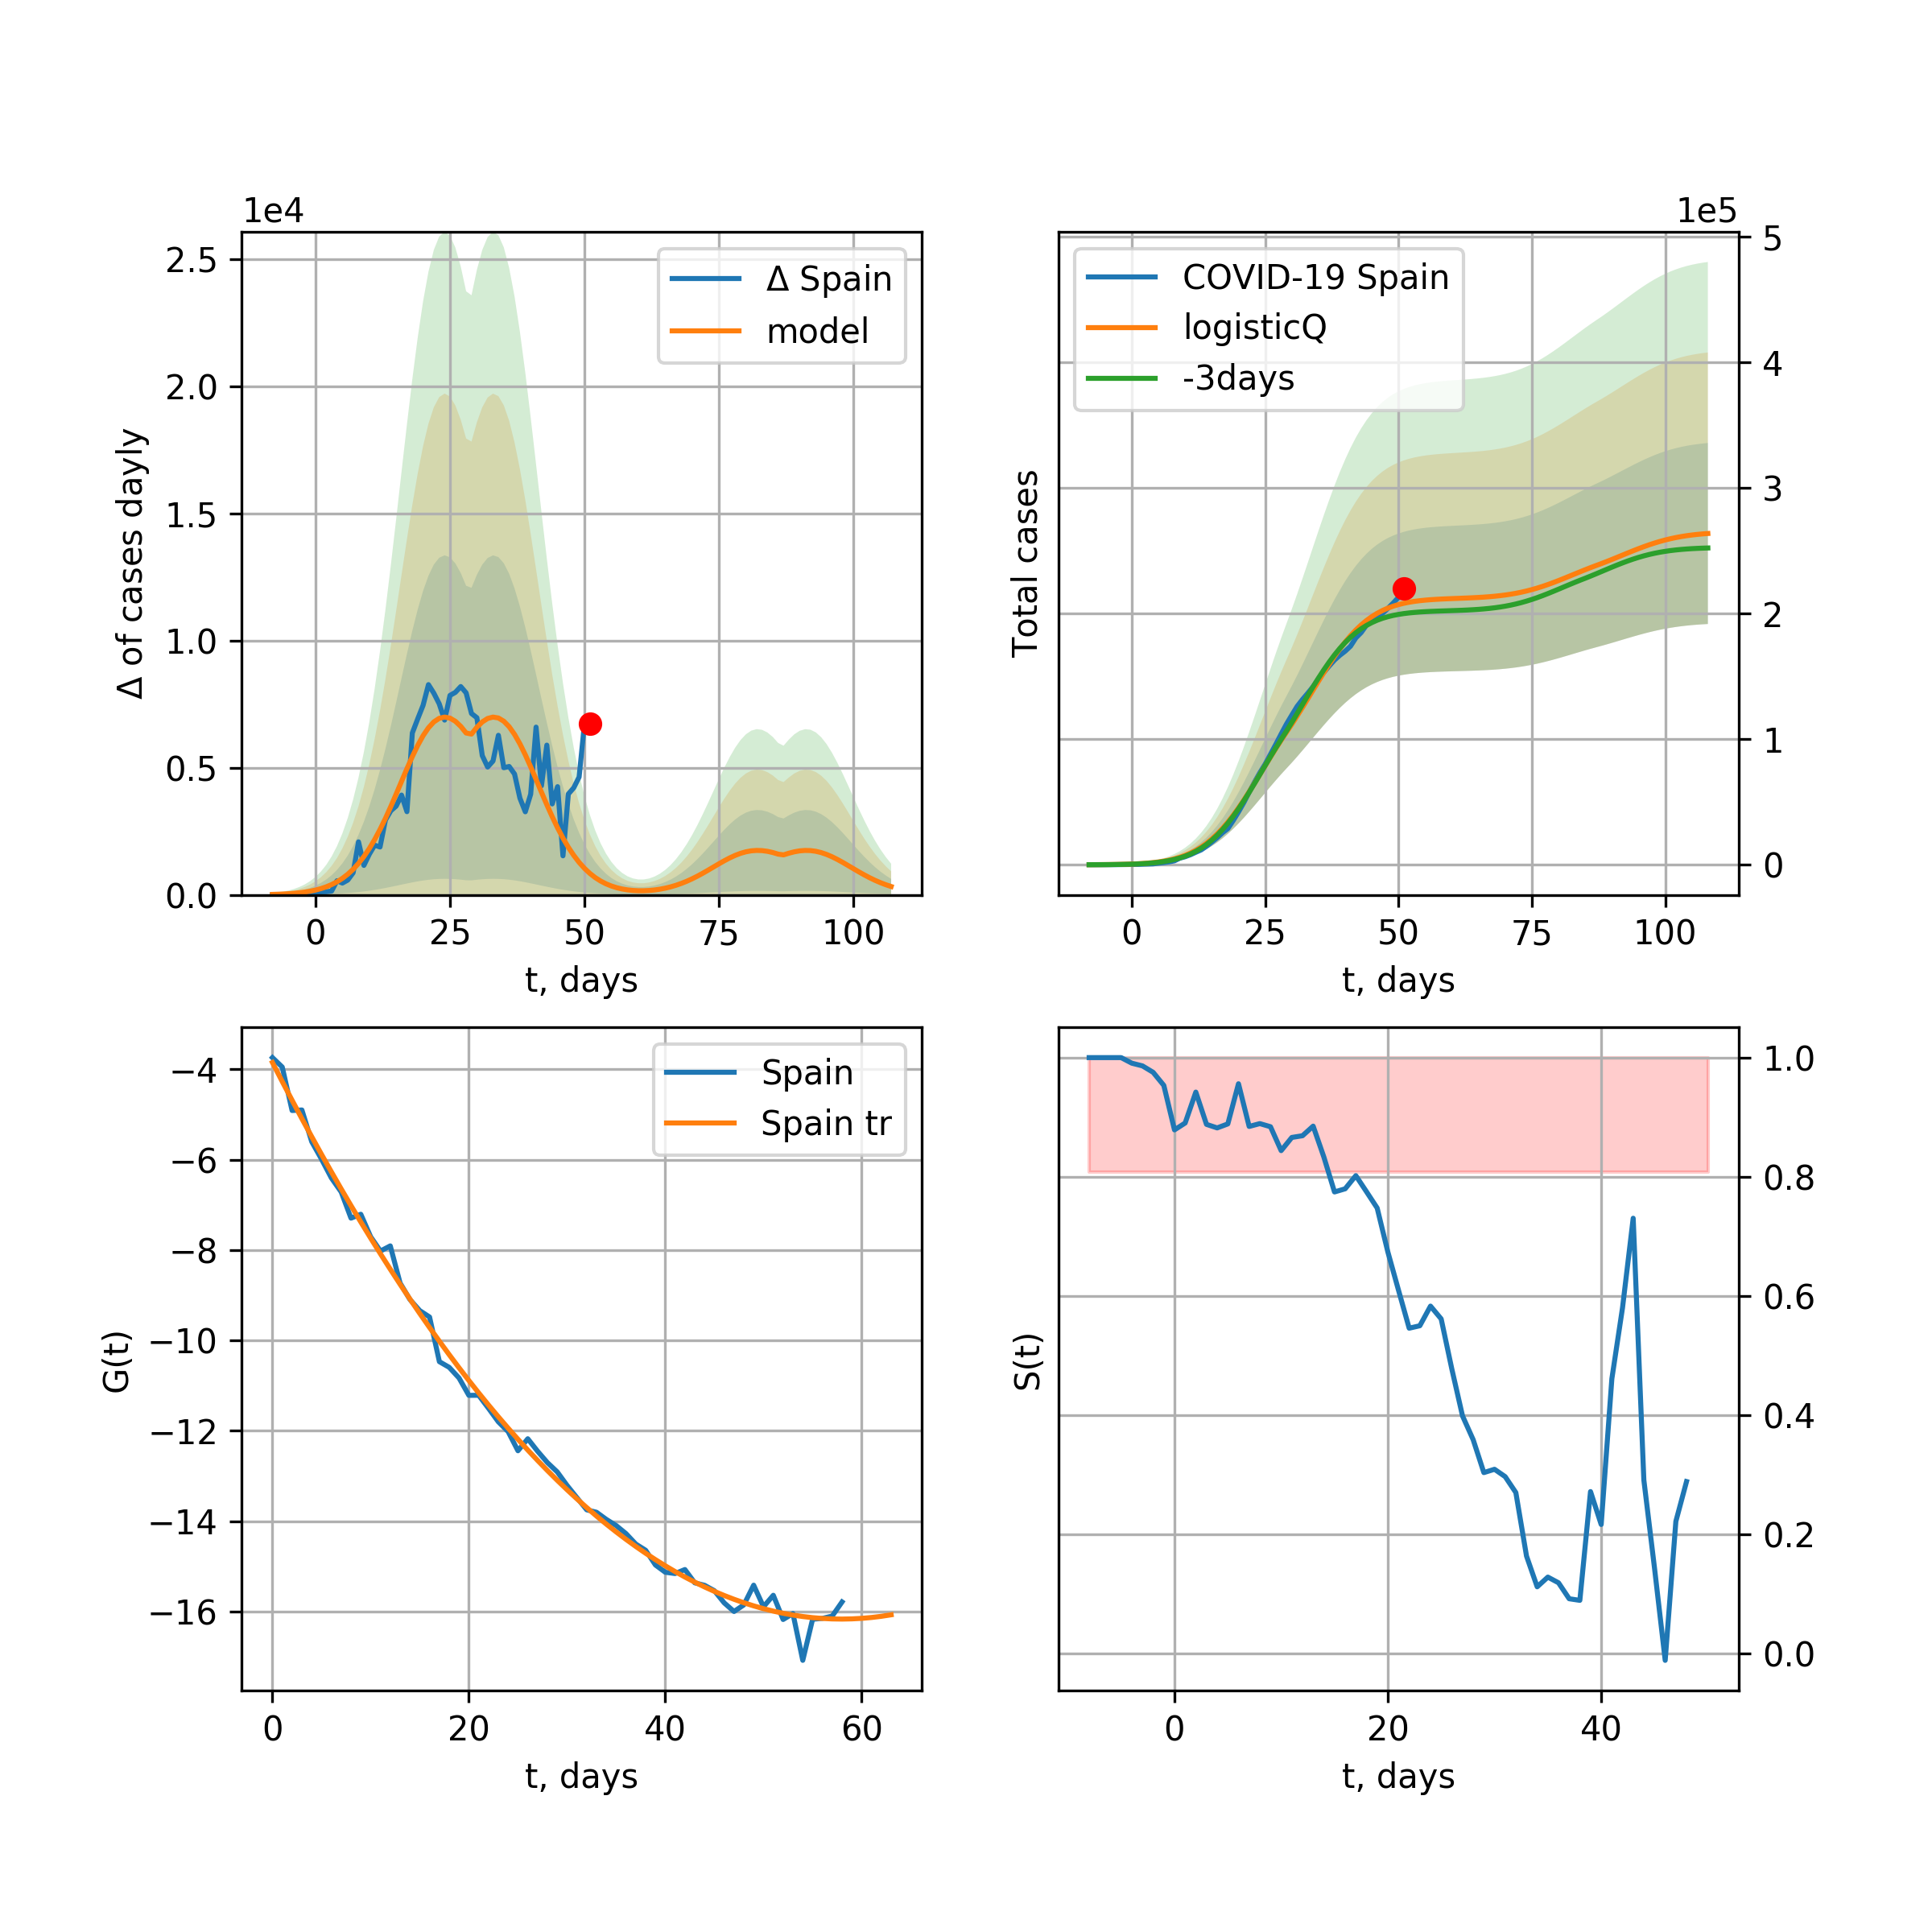 1e4
2.5
2.0
1.5
1.0
0.5
0.0
Δ of cases dayly
Δ Spain
model
0 25 50 75 100
t, days
1e5
5
4
3
2
1
0
Total cases
COVID-19 Spain
logisticQ
-3days
0 25 50 75 100
t, days
−4
−6
−8
−10
−12
−14
−16
G(t)
Spain
Spain tr
0 20 40 60
t, days
1.0
0.8
0.6
0.4
0.2
0.0
S(t)
0 20 40
t, days